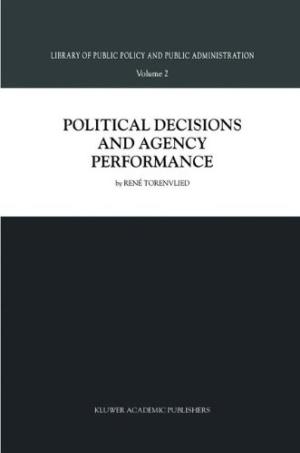 LIBRARY OF PUBLIC POLICY AND PUBLIC ADMINISTRATION
Volume 2
POLITICAL DECISIONS
AND AGENCY
PERFORMANCE
by RENÉ TORENVLIED
KLUWER ACADEMIC PUBLISHERS